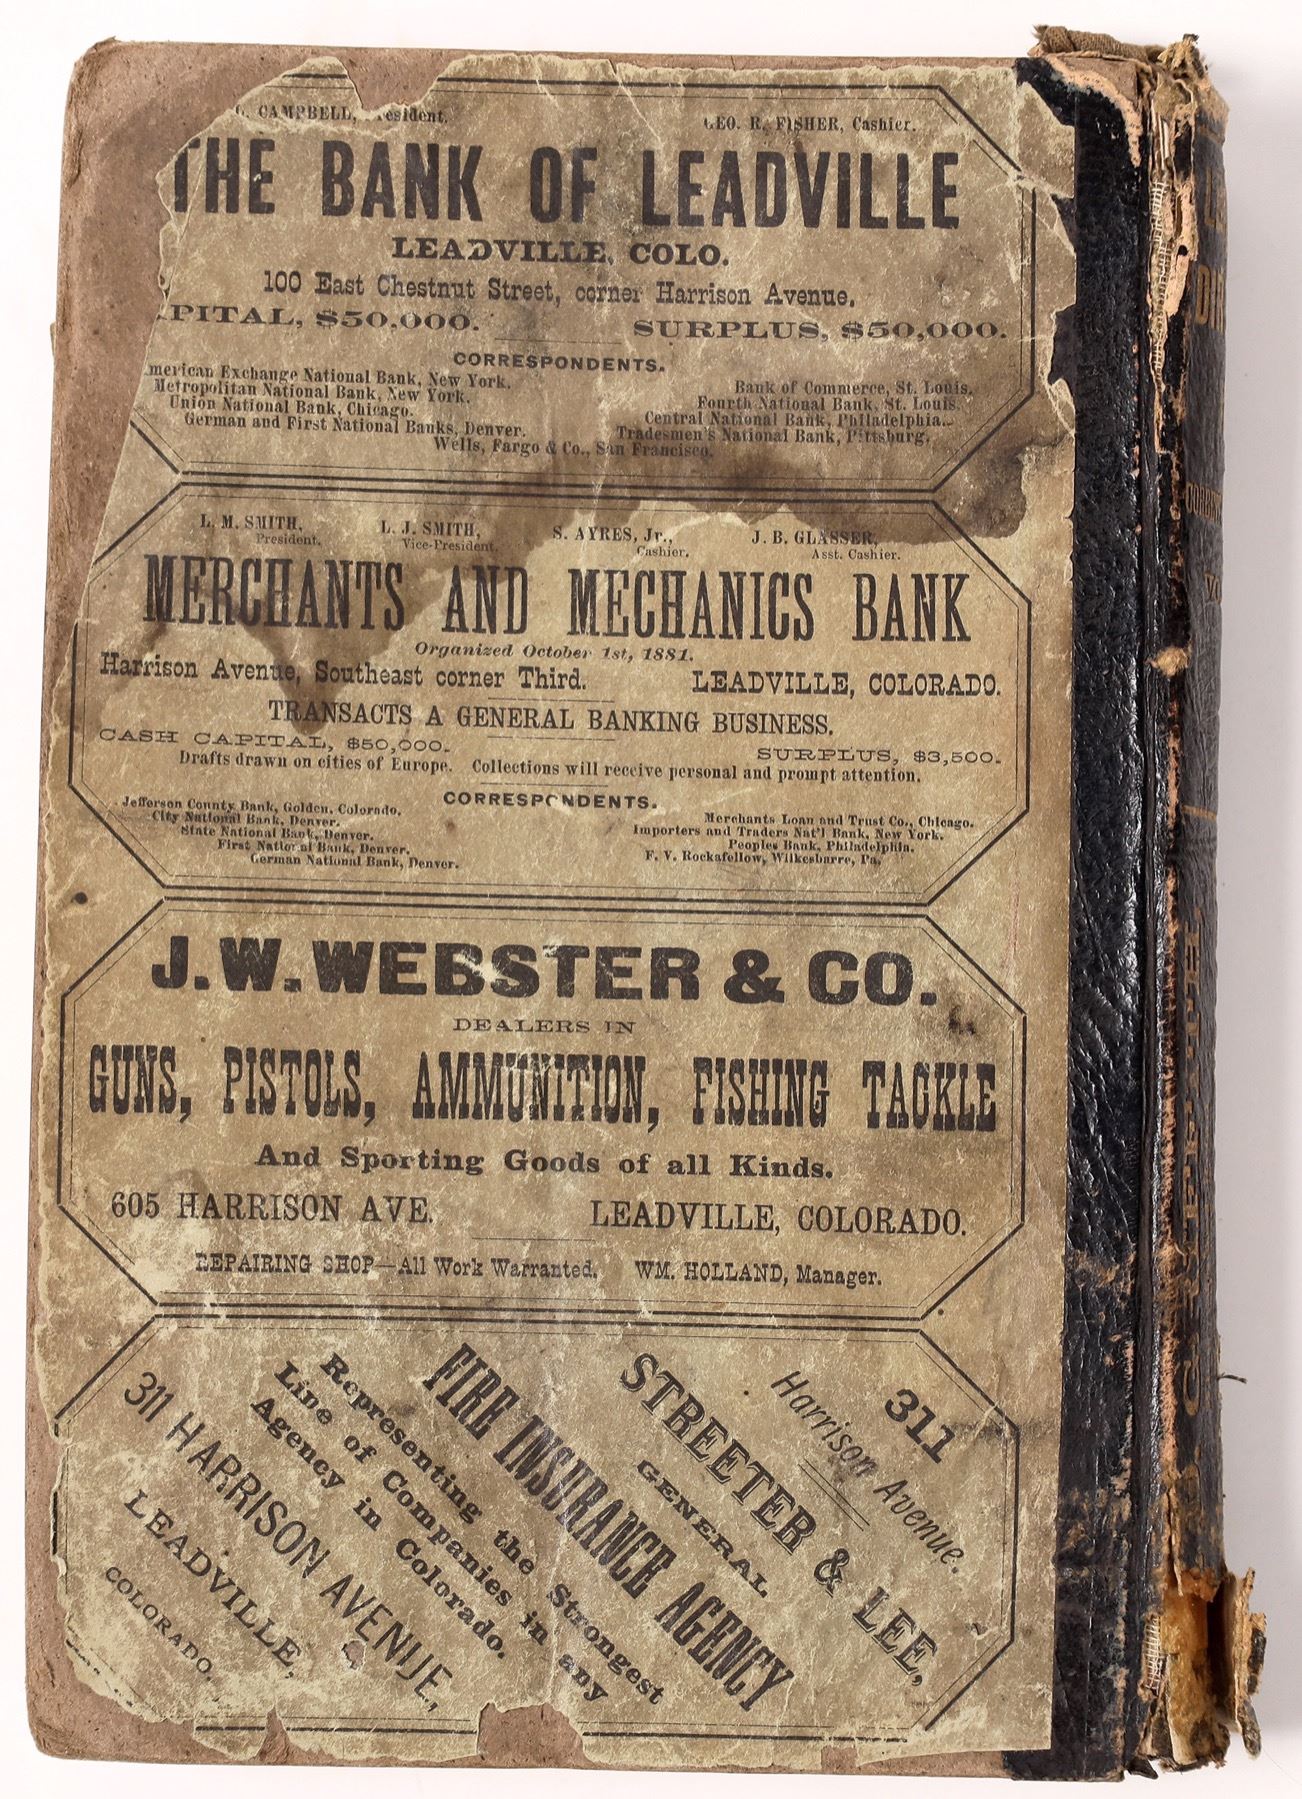 CAMPBELL, President.
GEO. R. FISHER, Cashier.
THE BANK OF LEADVILLE
LEADVILLE, COLO.
100 East Chestnut Street, corner Harrison Avenue.
PITAL, $50,000. SURPLUS, $50,000.
CORRESPONDENTS.
merican Exchange National Bank, New York.
Metropolitan National Bank, New York.
Union National Bank, Chicago.
German and First National Banks, Denver.
Bank of Commerce, St. Louis.
Fourth National Bank, St. Louis.
Central National Bank, Philadelphia.
Tradesmen's National Bank, Pittsburg.
Wells, Fargo & Co., San Francisco.
L. M. SMITH, President.
L. J. SMITH, Vice-President.
S. AYRES, Jr., Cashier.
J. B. GLASSER, Asst. Cashier.
MERCHANTS AND MECHANICS BANK
Organized October 1st, 1881.
Harrison Avenue, Southeast corner Third. LEADVILLE, COLORADO.
TRANSACTS A GENERAL BANKING BUSINESS.
CASH CAPITAL, $50,000. SURPLUS, $3,500.
Drafts drawn on cities of Europe. Collections will receive personal and prompt attention.
CORRESPONDENTS.
Jefferson County Bank, Golden, Colorado.
City National Bank, Denver.
State National Bank, Denver.
First National Bank, Denver.
German National Bank, Denver.
Merchants Loan and Trust Co., Chicago.
Importers and Traders Nat'l Bank, New York.
Peoples Bank, Philadelphia.
F. V. Rockafellow, Wilkesbarre, Pa.
J. W. WEBSTER & CO.
DEALERS IN
GUNS, PISTOLS, AMMUNITION, FISHING TACKLE
And Sporting Goods of all Kinds.
605 HARRISON AVE. LEADVILLE, COLORADO.
REPAIRING SHOP—All Work Warranted. WM. HOLLAND, Manager.
311
Harrison Avenue.
STREETER & LEE,
GENERAL
FIRE INSURANCE AGENCY
Representing the Strongest
Line of Companies in any
Agency in Colorado.
311 HARRISON AVENUE,
LEADVILLE,
COLORADO.